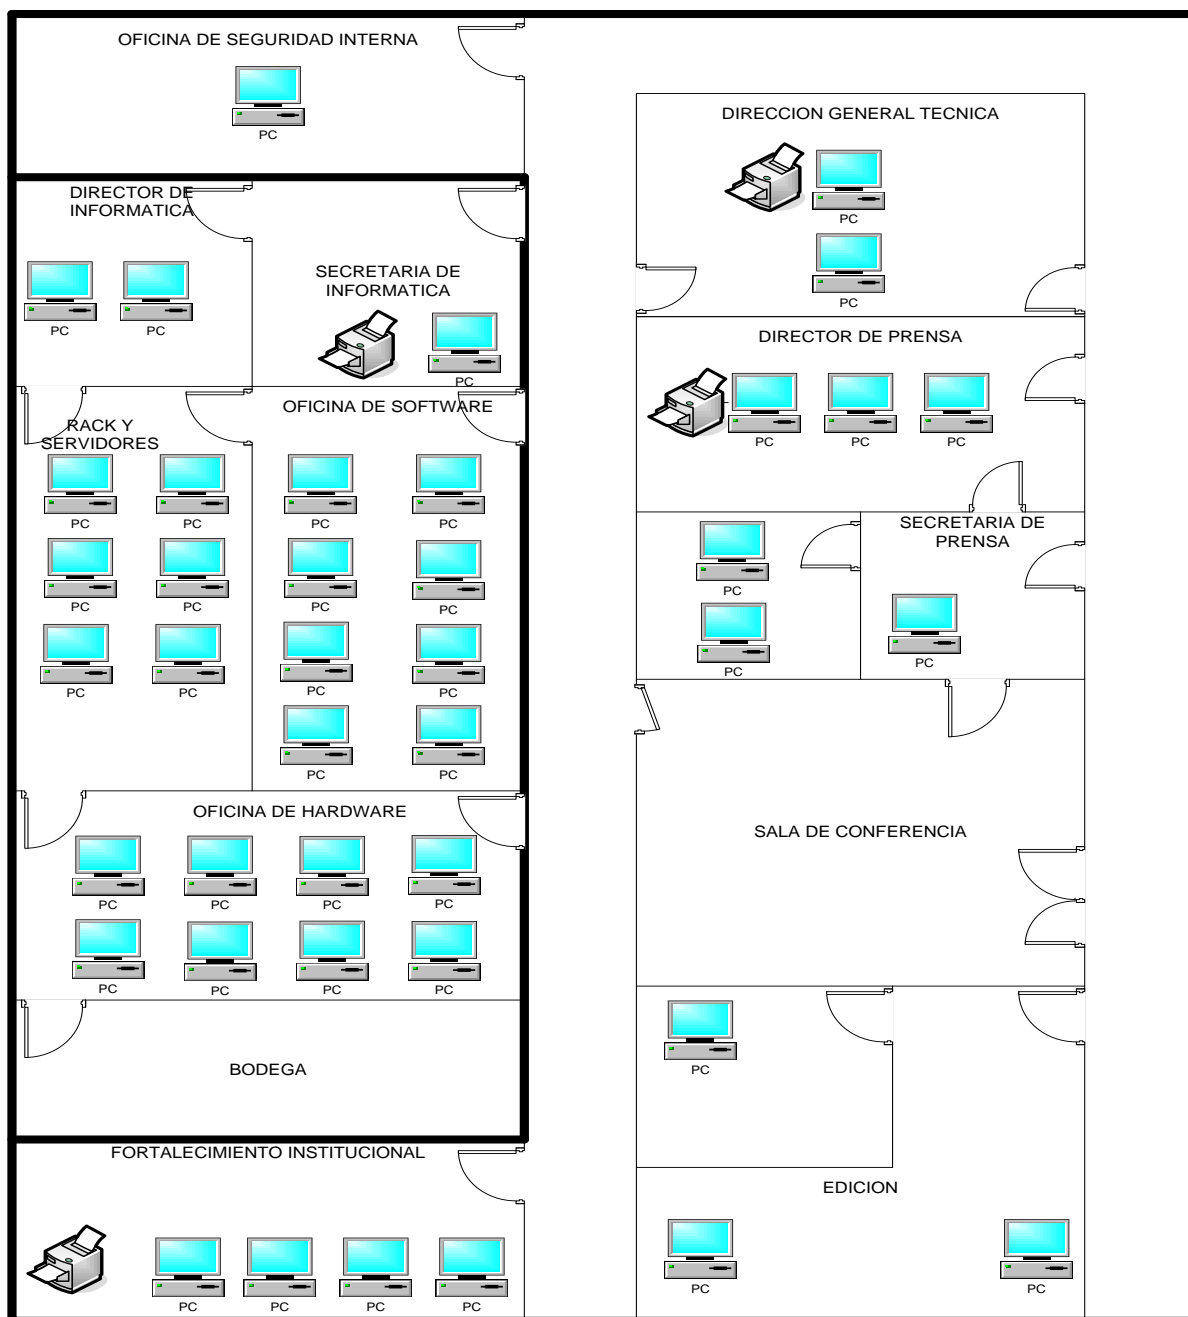 OFICINA DE SEGURIDAD INTERNA
PC
DIRECTOR DE
INFORMATICA
PC PC
SECRETARIA DE
INFORMATICA
PC
RACK Y
SERVIDORES
PC PC
PC PC
PC PC
OFICINA DE SOFTWARE
PC PC
PC PC
PC PC
PC PC
OFICINA DE HARDWARE
PC PC PC PC
PC PC PC PC
BODEGA
FORTALECIMIENTO INSTITUCIONAL
PC PC PC PC
DIRECCION GENERAL TECNICA
PC
PC
DIRECTOR DE PRENSA
PC PC PC
PC
PC
SECRETARIA DE
PRENSA
PC
SALA DE CONFERENCIA
PC
EDICION
PC PC